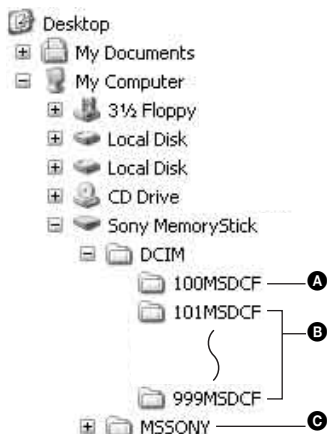 Desktop
My Documents
My Computer
3½ Floppy
Local Disk
Local Disk
CD Drive
Sony MemoryStick
DCIM
100MSDCF A
101MSDCF
B
999MSDCF
MSSONY C